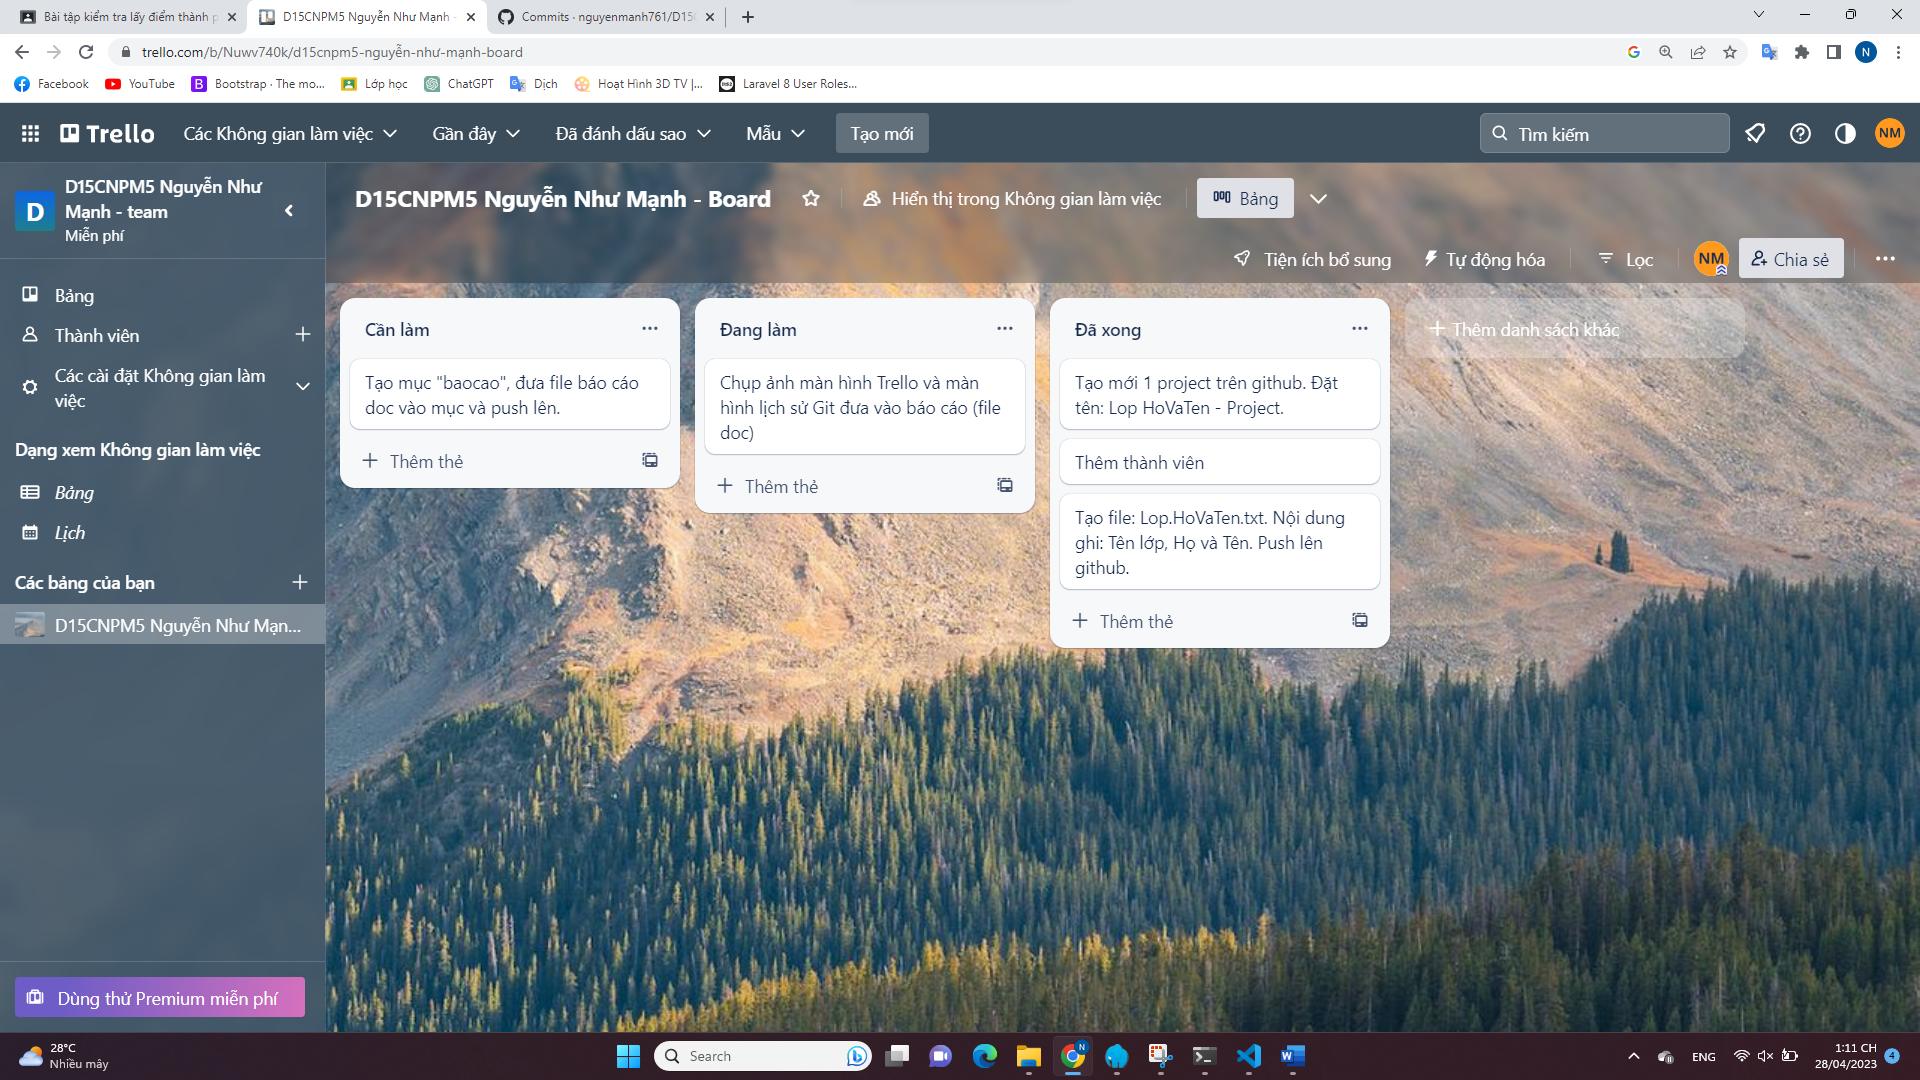 Bài tập kiểm tra lấy điểm thành p
D15CNPM5 Nguyễn Như Mạnh -
Commits · nguyenmanh761/D15C
trello.com/b/Nuwv740k/d15cnpm5-nguyễn-như-mạnh-board
N
Facebook
YouTube
B Bootstrap · The mo...
Lớp học
ChatGPT
Dịch
Hoạt Hình 3D TV |...
Laravel 8 User Roles...
Trello
Các Không gian làm việc
Gần đây
Đã đánh dấu sao
Mẫu
Tạo mới
Tìm kiếm
NM
D
D15CNPM5 Nguyễn Như
Mạnh - team
Miễn phí
Bảng
Thành viên
Các cài đặt Không gian làm
việc
Dạng xem Không gian làm việc
Bảng
Lịch
Các bảng của bạn
D15CNPM5 Nguyễn Như Mạn...
Dùng thử Premium miễn phí
D15CNPM5 Nguyễn Như Mạnh - Board
Hiển thị trong Không gian làm việc
Bảng
Tiện ích bổ sung
Tự động hóa
Lọc
NM
Chia sẻ
Cần làm
Tạo mục "baocao", đưa file báo cáo
doc vào mục và push lên.
Thêm thẻ
Đang làm
Chụp ảnh màn hình Trello và màn
hình lịch sử Git đưa vào báo cáo (file
doc)
Thêm thẻ
Đã xong
Tạo mới 1 project trên github. Đặt
tên: Lop HoVaTen - Project.
Thêm thành viên
Tạo file: Lop.HoVaTen.txt. Nội dung
ghi: Tên lớp, Họ và Tên. Push lên
github.
Thêm thẻ
Thêm danh sách khác
28°C
Nhiều mây
Search
N
W
ENG
1:11 CH
28/04/2023
4